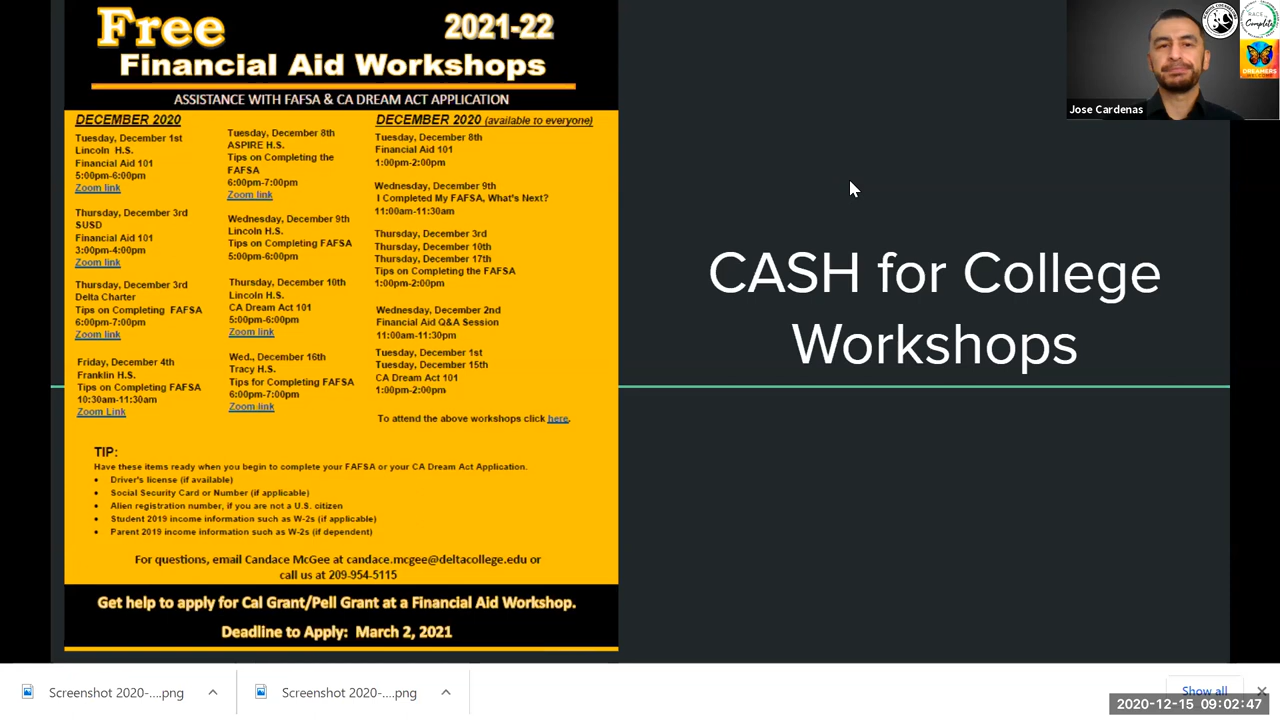 Free
2021-22
Financial Aid Workshops
ASSISTANCE WITH FAFSA & CA DREAM ACT APPLICATION
DECEMBER 2020
Tuesday, December 1st
Lincoln H.S.
Financial Aid 101
5:00pm-6:00pm
Zoom link
Thursday, December 3rd
SUSD
Financial Aid 101
3:00pm-4:00pm
Zoom link
Thursday, December 3rd
Delta Charter
Tips on Completing FAFSA
6:00pm-7:00pm
Zoom link
Friday, December 4th
Franklin H.S.
Tips on Completing FAFSA
10:30am-11:30am
Zoom Link
Tuesday, December 8th
ASPIRE H.S.
Tips on Completing the
FAFSA
6:00pm-7:00pm
Zoom link
Wednesday, December 9th
Lincoln H.S.
Tips on Completing FAFSA
5:00pm-6:00pm
Thursday, December 10th
Lincoln H.S.
CA Dream Act 101
5:00pm-6:00pm
Zoom link
Wed., December 16th
Tracy H.S.
Tips for Completing FAFSA
6:00pm-7:00pm
Zoom link
DECEMBER 2020 (available to everyone)
Tuesday, December 8th
Financial Aid 101
1:00pm-2:00pm
Wednesday, December 9th
I Completed My FAFSA, What's Next?
11:00am-11:30am
Thursday, December 3rd
Thursday, December 10th
Thursday, December 17th
Tips on Completing the FAFSA
1:00pm-2:00pm
Wednesday, December 2nd
Financial Aid Q&A Session
11:00am-11:30pm
Tuesday, December 1st
Tuesday, December 15th
CA Dream Act 101
1:00pm-2:00pm
To attend the above workshops click here.
TIP:
Have these items ready when you begin to complete your FAFSA or your CA Dream Act Application.
• Driver's license (if available)
• Social Security Card or Number (if applicable)
• Alien registration number, if you are not a U.S. citizen
• Student 2019 income information such as W-2s (if applicable)
• Parent 2019 income information such as W-2s (if dependent)
For questions, email Candace McGee at candace.mcgee@deltacollege.edu or
call us at 209-954-5115
Get help to apply for Cal Grant/Pell Grant at a Financial Aid Workshop.
Deadline to Apply: March 2, 2021
CASH for College
Workshops
Jose Cardenas
RACE
Complete
DREAMERS
Screenshot 2020-....png
Screenshot 2020-....png
Show all
2020-12-15 09:02:47